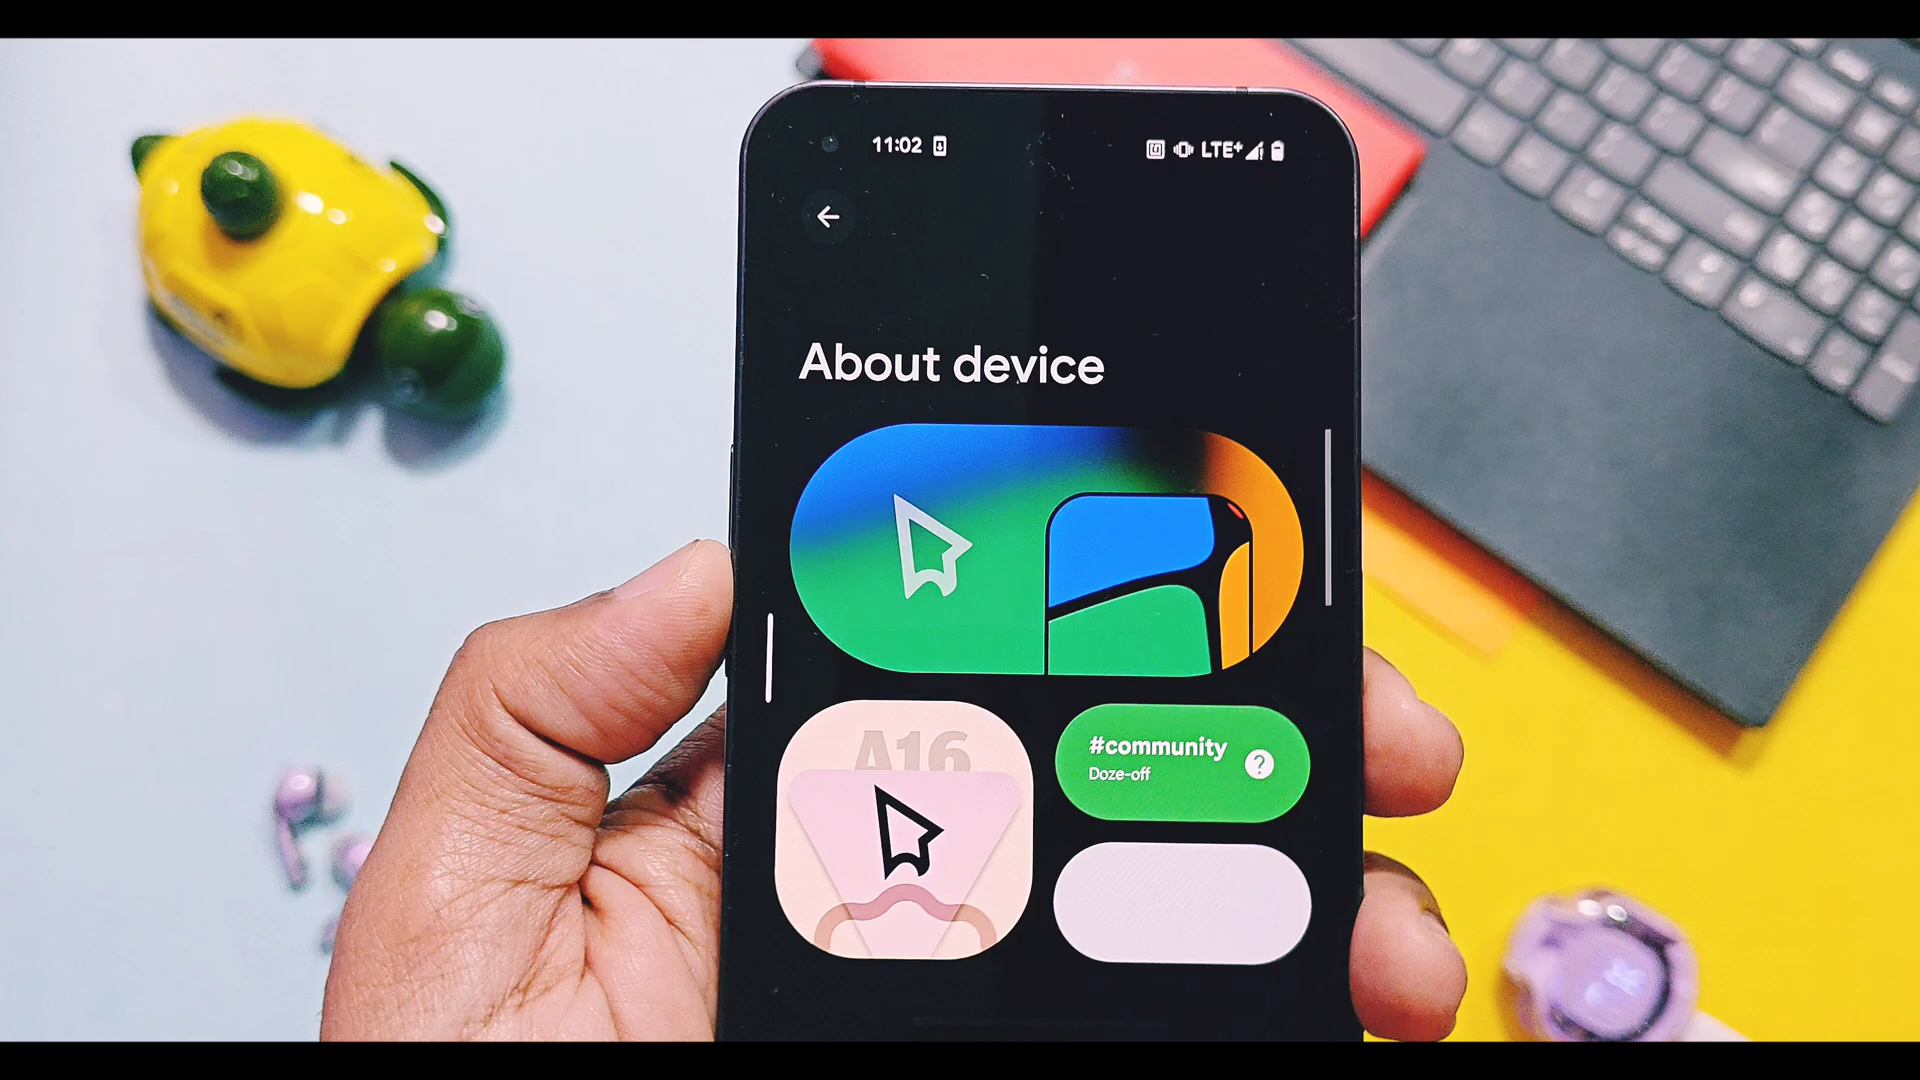 11:02
LTE+
About device
A16
#community
?
Doze-off